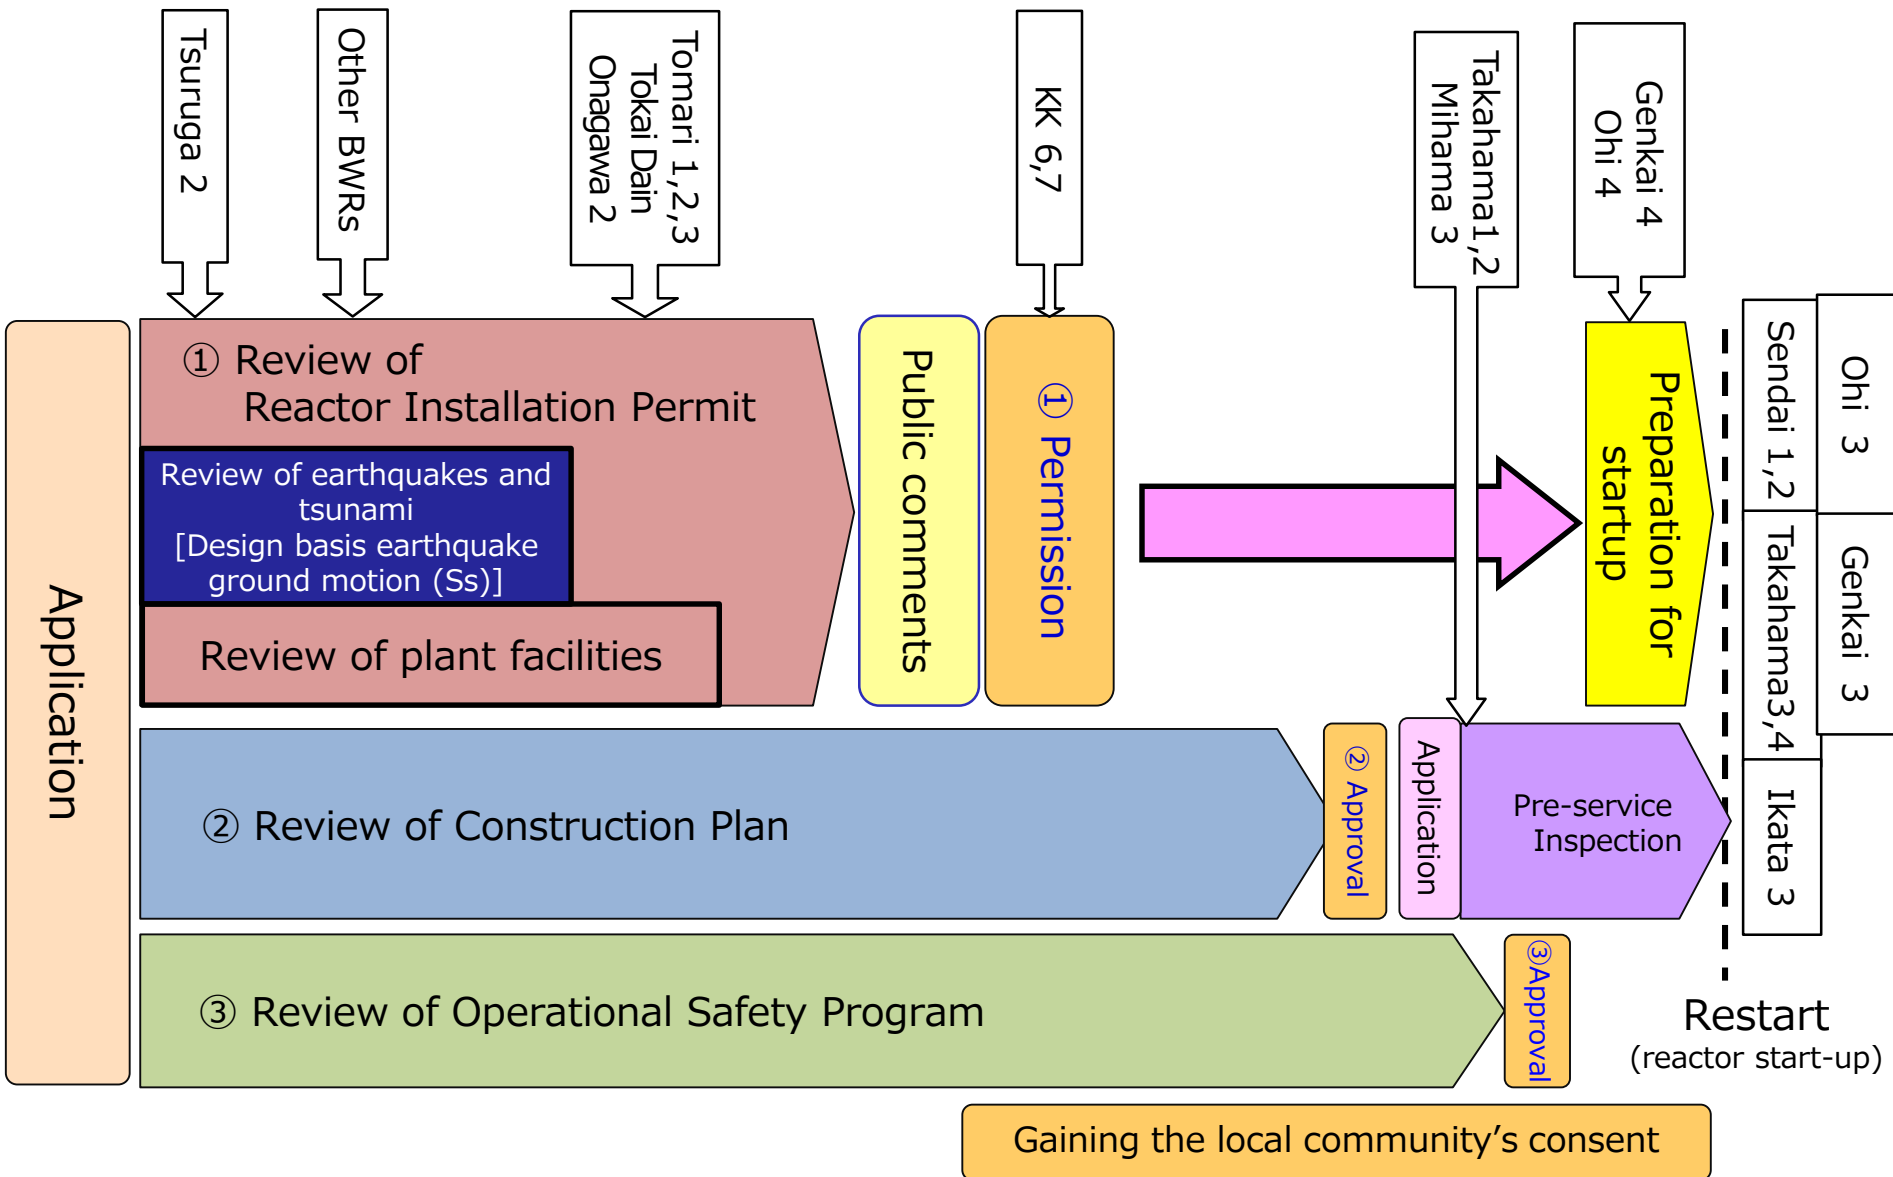 Tsuruga 2
Other BWRs
Tomari 1,2,3
Tokai Dain
Onagawa 2
KK 6,7
Takahama1,2
Mihama 3
Genkai 4
Ohi 4
Application
① Review of
Reactor Installation Permit
Review of earthquakes and
tsunami
[Design basis earthquake
ground motion (Ss)]
Review of plant facilities
Public comments
① Permission
Preparation for
startup
Sendai 1,2
Ohi 3
Takahama3,4
Genkai 3
Ikata 3
② Review of Construction Plan
② Approval
Application
Pre-service
Inspection
③ Review of Operational Safety Program
③Approval
Restart
(reactor start-up)
Gaining the local community’s consent